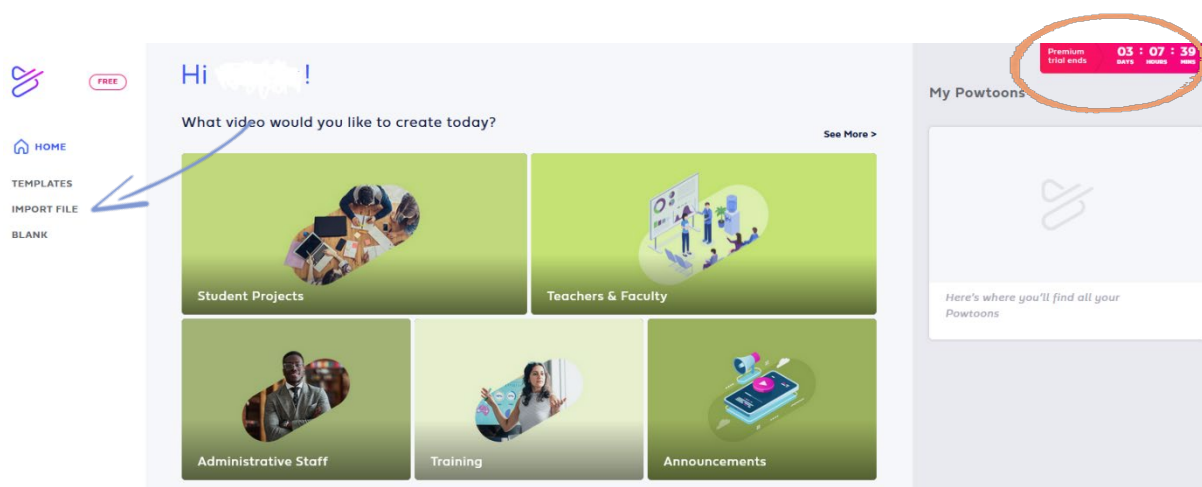 FREE
HOME
TEMPLATES
IMPORT FILE
BLANK
Hi !
What video would you like to create today?
See More >
Student Projects
Teachers & Faculty
Administrative Staff
Training
Announcements
Premium trial ends
03 : 07 : 39
DAYS HOURS MINS
My Powtoons
Here's where you'll find all your
Powtoons